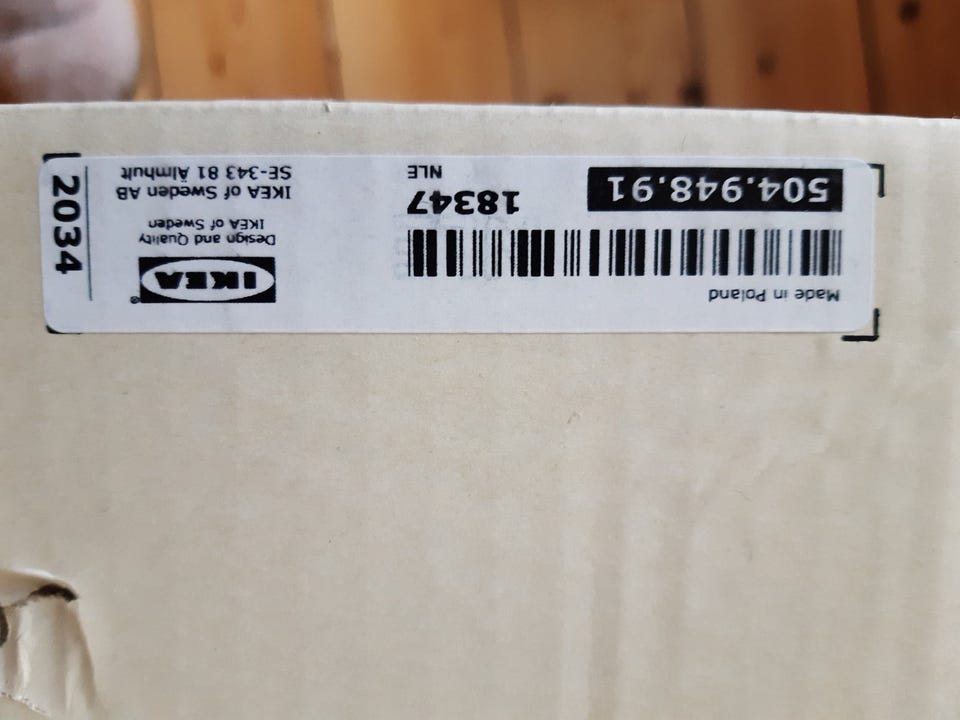 Made in Poland
504.948.91
18347
NLE
IKEA
®
Design and Quality
IKEA of Sweden
IKEA of Sweden AB
SE-343 81 Älmhult
2034